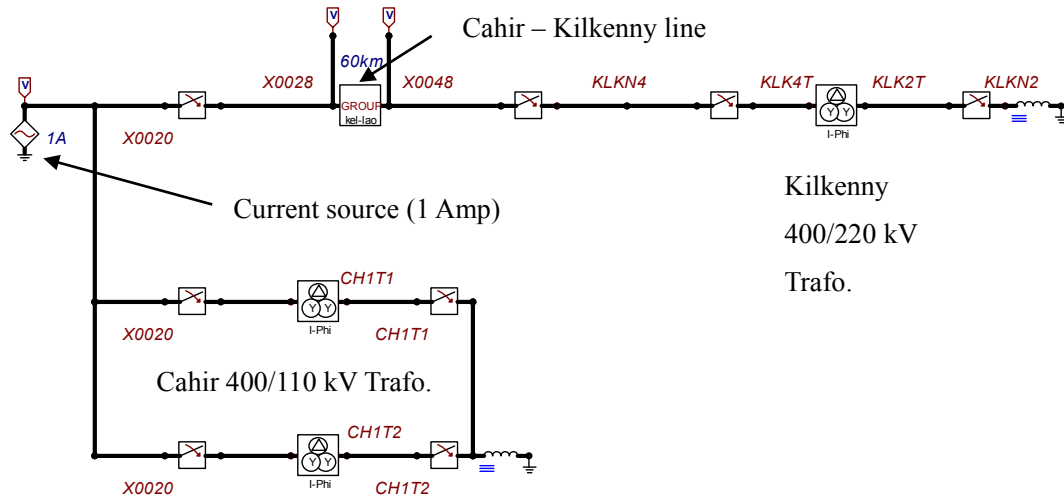 V
V
Cahir – Kilkenny line
60km
V
X0028
X0048
KLKN4
KLK4T
KLK2T
KLKN2
GROUP
kel-lao
Y Y
I-Phi
1A
X0020
Current source (1 Amp)
Kilkenny
400/220 kV
Trafo.
CH1T1
Y Y
I-Phi
X0020
CH1T1
Cahir 400/110 kV Trafo.
CH1T2
Y Y
I-Phi
X0020
CH1T2